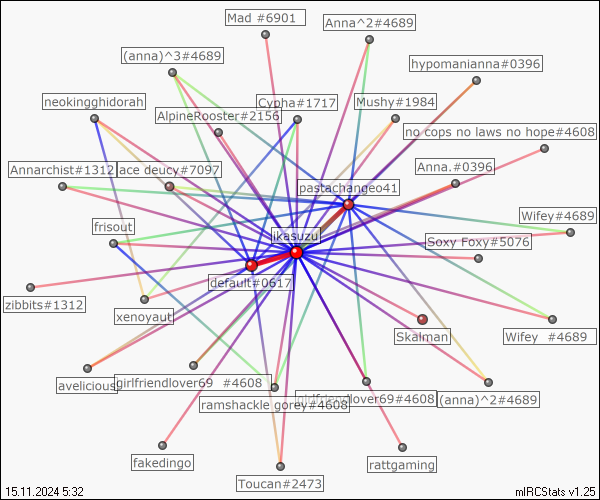 Mad #6901
Anna^2#4689
(anna)^3#4689
hypomanianna#0396
neokingghidorah
Cypha#1717
Mushy#1984
AlpineRooster#2156
no cops no laws no hope#4608
Annarchist#1312
ace deucy#7097
Anna.#0396
pastachangeo41
Wifey#4689
frisout
likasuzu
Soxy Foxy#5076
default#0617
zibbits#1312
xenoyaut
Skalman
Wifey #4689
avelicious
girlfriendlover69 #4608
ramshackle gorey#4608
girlfriendlover69#4608
(anna)^2#4689
fakedingo
rattgaming
Toucan#2473
15.11.2024 5:32
mIRCStats v1.25